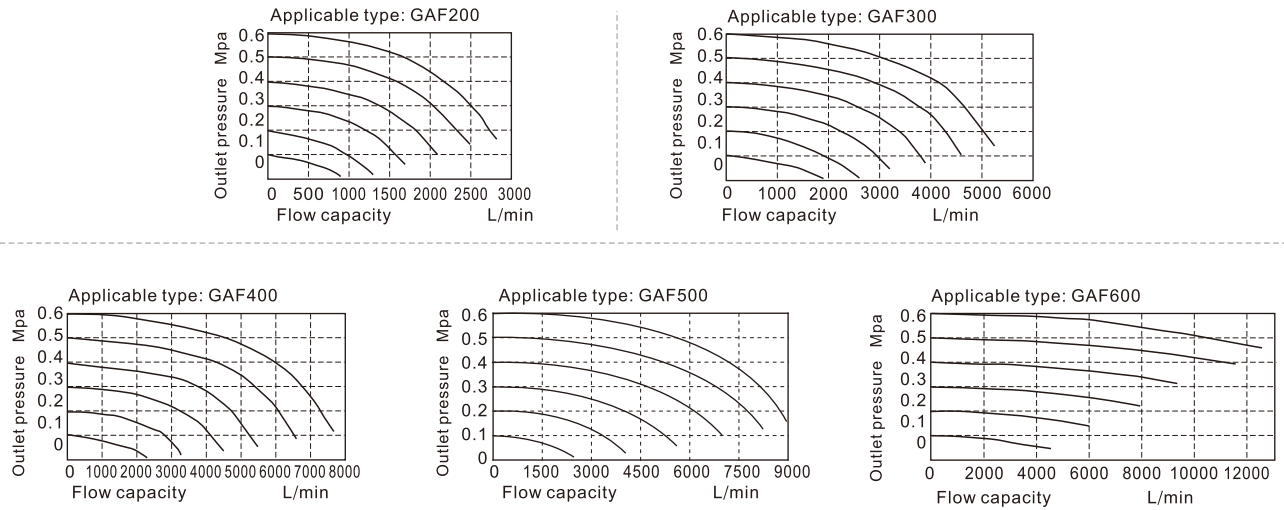 Applicable type: GAF200
Outlet pressure Mpa
0.6
0.5
0.4
0.3
0.2
0.1
0
0 500 1000 1500 2000 2500 3000
Flow capacity L/min
Applicable type: GAF300
Outlet pressure Mpa
0.6
0.5
0.4
0.3
0.2
0.1
0
0 1000 2000 3000 4000 5000 6000
Flow capacity L/min
Applicable type: GAF400
Outlet pressure Mpa
0.6
0.5
0.4
0.3
0.2
0.1
0
0 1000 2000 3000 4000 5000 6000 7000 8000
Flow capacity L/min
Applicable type: GAF500
Outlet pressure Mpa
0.6
0.5
0.4
0.3
0.2
0.1
0
0 1500 3000 4500 6000 7500 9000
Flow capacity L/min
Applicable type: GAF600
Outlet pressure Mpa
0.6
0.5
0.4
0.3
0.2
0.1
0
0 2000 4000 6000 8000 10000 12000
Flow capacity L/min